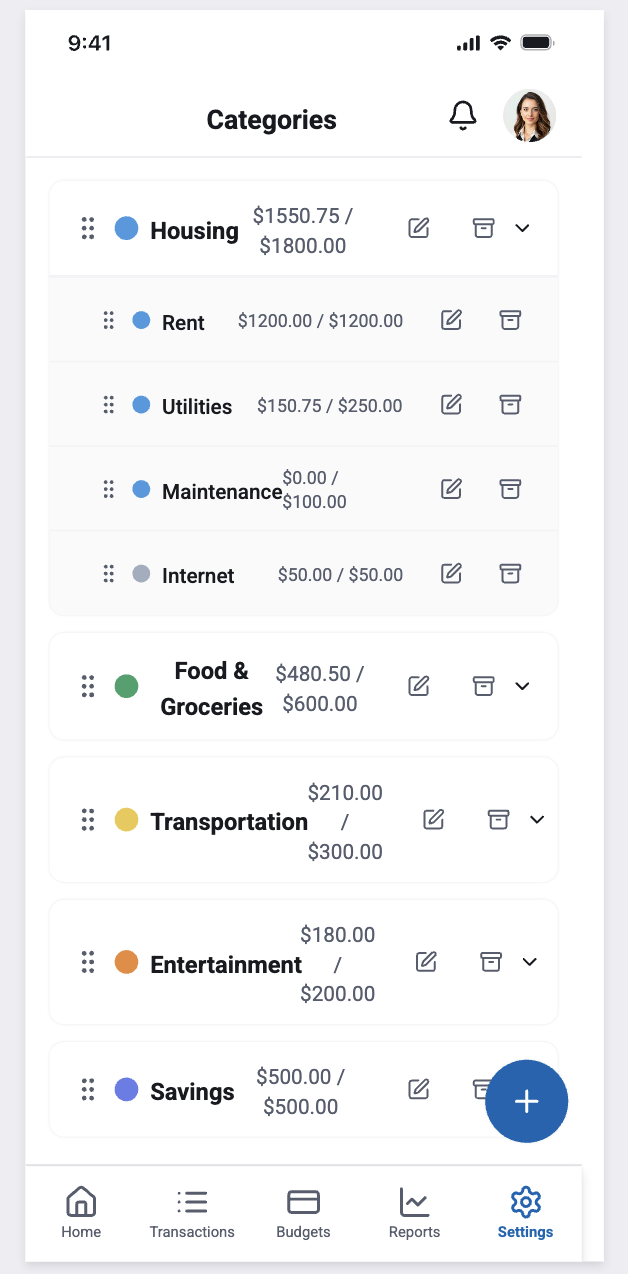 9:41
Categories
Housing
$1550.75 /
$1800.00
Rent
$1200.00 / $1200.00
Utilities
$150.75 / $250.00
Maintenance
$0.00 /
$100.00
Internet
$50.00 / $50.00
Food &
Groceries
$480.50 /
$600.00
Transportation
$210.00
/
$300.00
Entertainment
$180.00
/
$200.00
Savings
$500.00 /
$500.00
Home
Transactions
Budgets
Reports
Settings